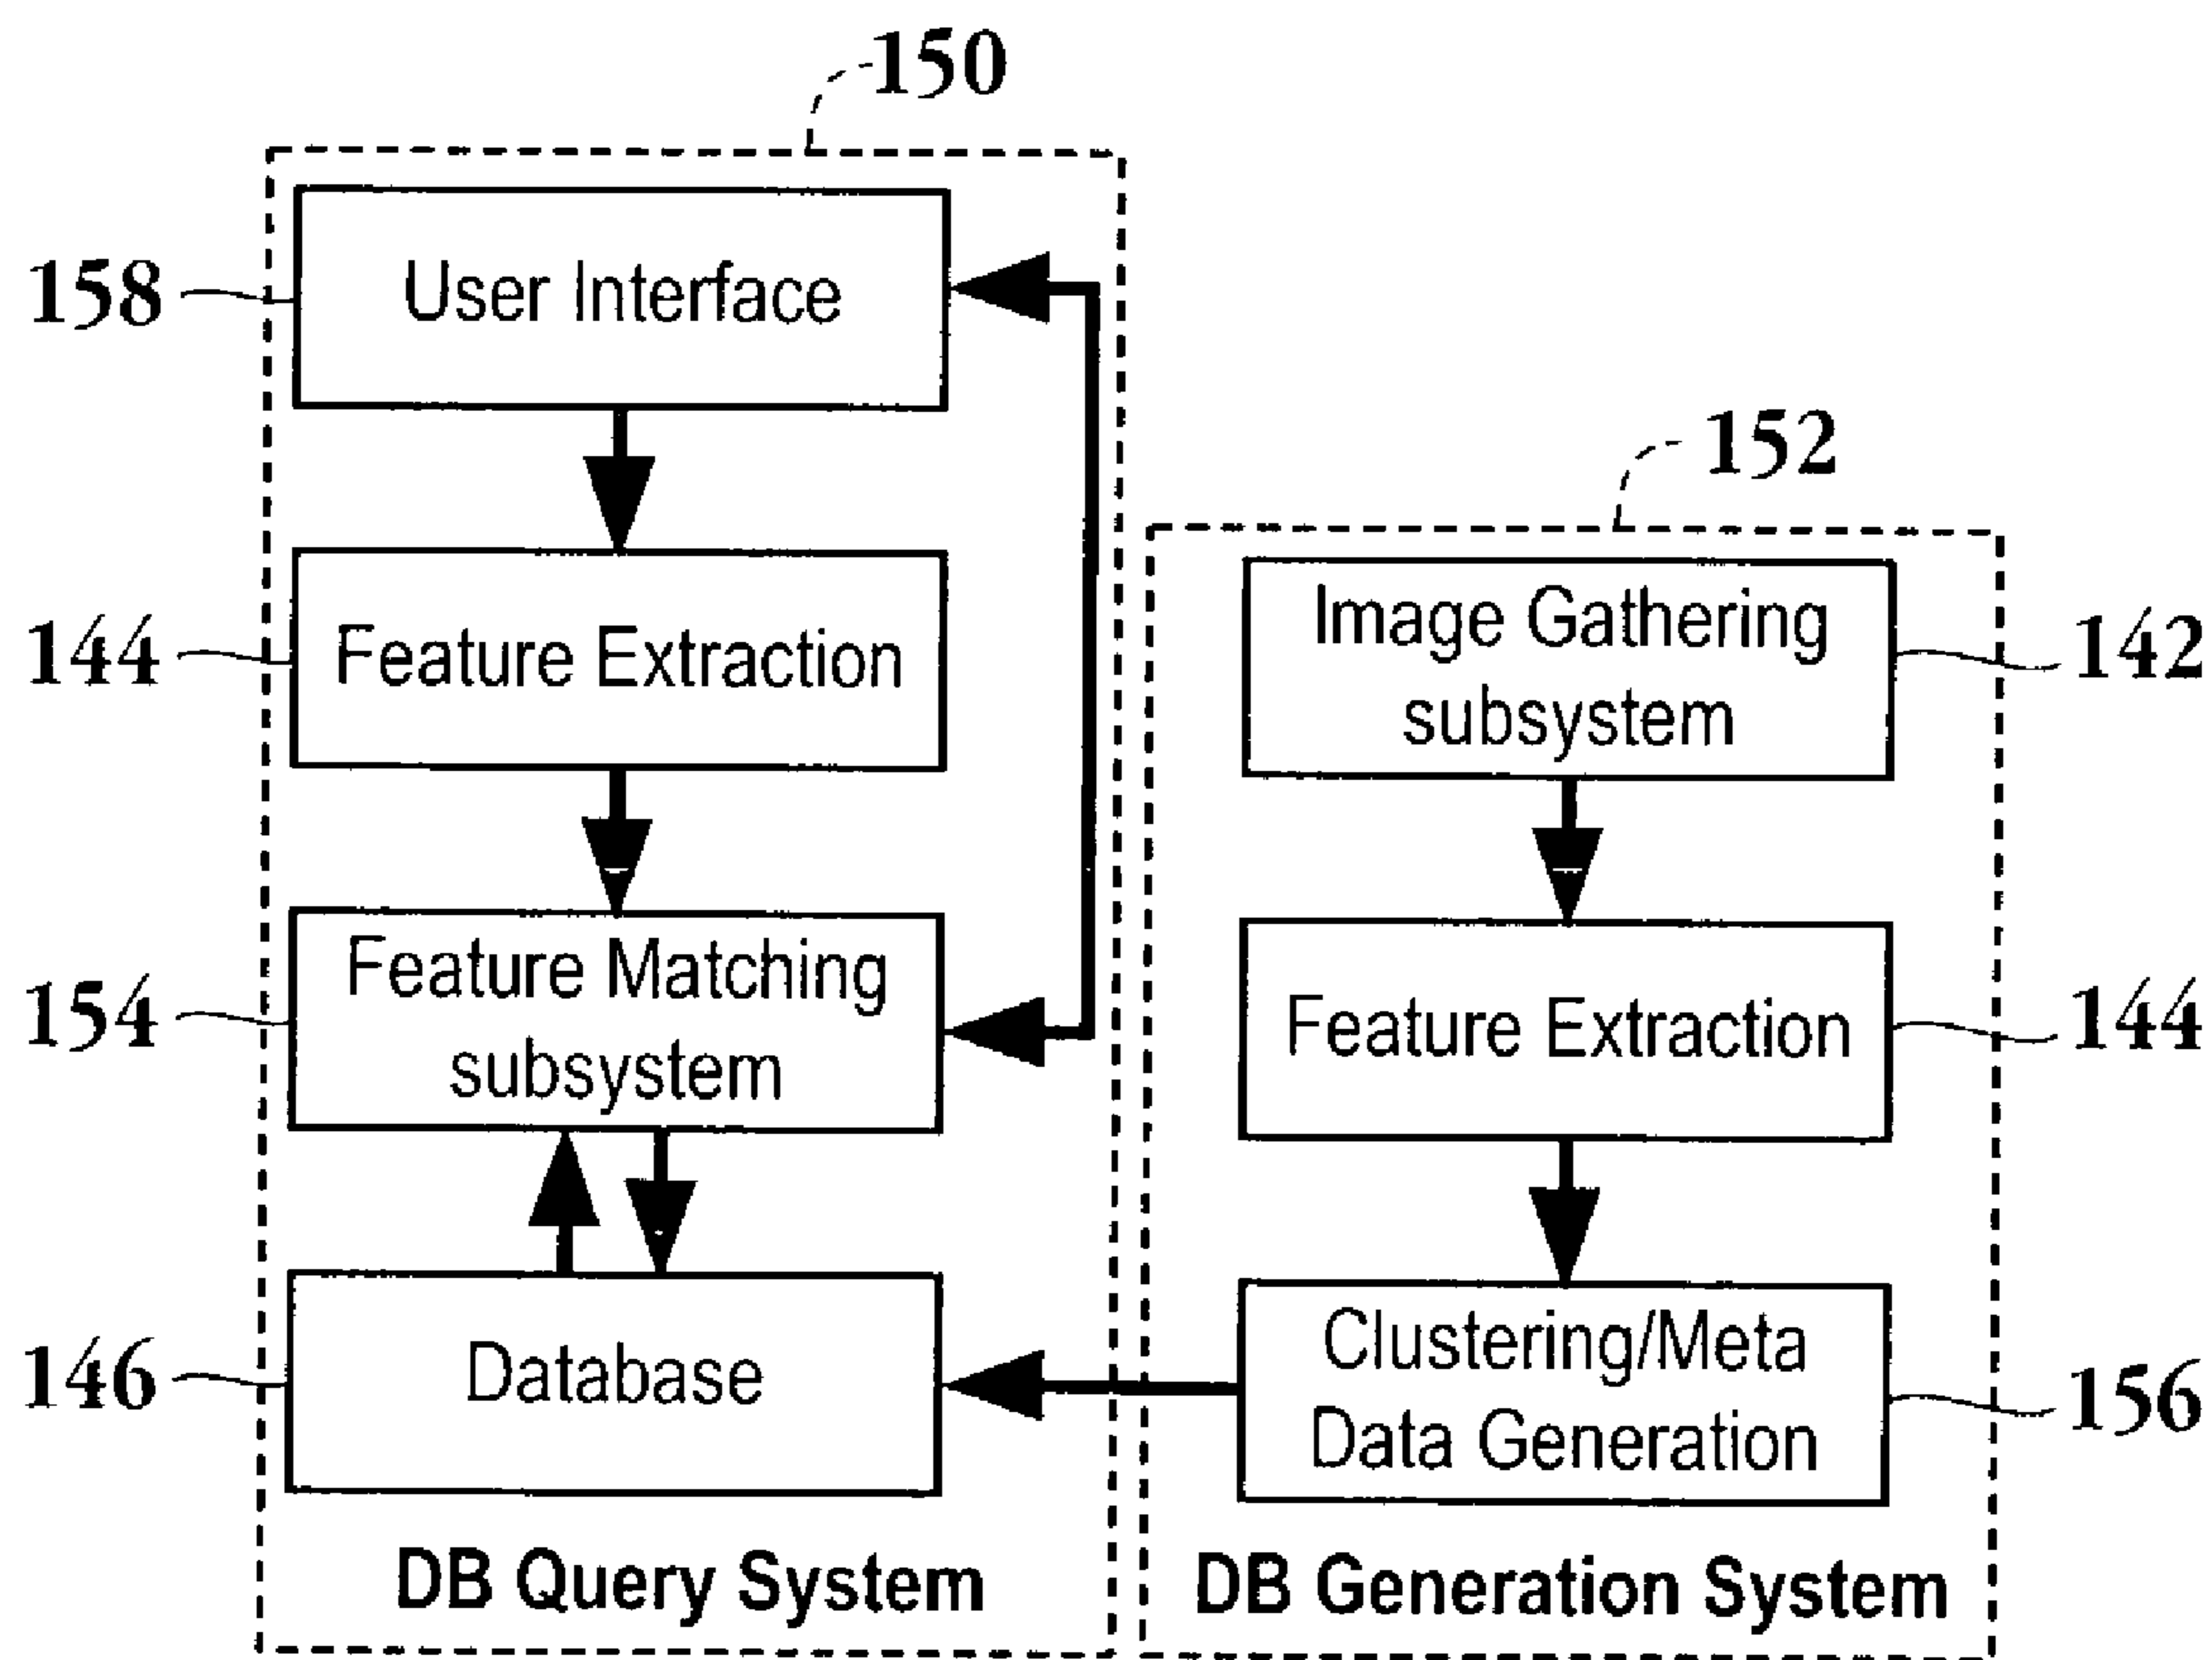 150
158
User Interface
152
144
Feature Extraction
Image Gathering
subsystem
142
154
Feature Matching
subsystem
Feature Extraction
144
146
Database
Clustering/Meta
Data Generation
156
DB Query System
DB Generation System